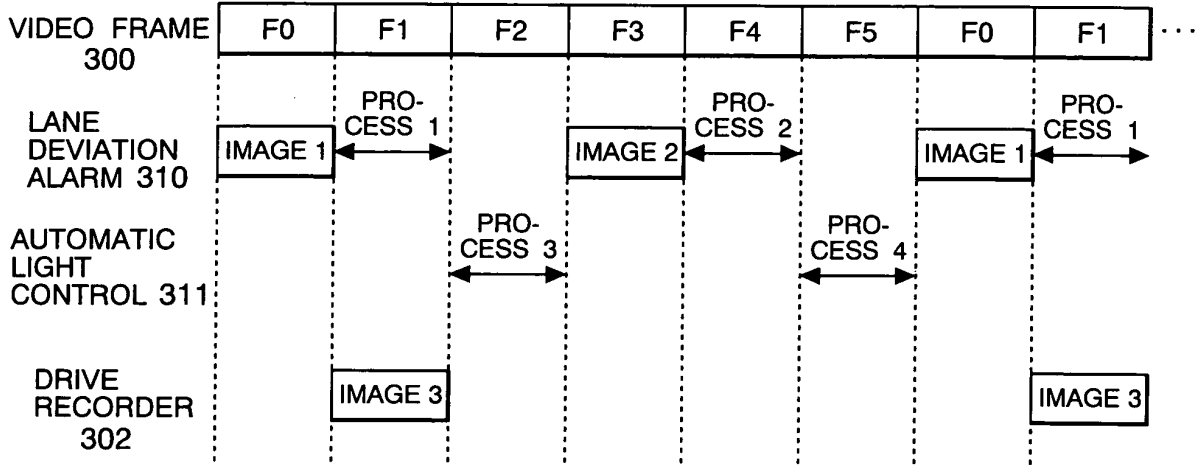 VIDEO FRAME 300
F0 F1 F2 F3 F4 F5 F0 F1 ...
LANE
DEVIATION
ALARM 310
IMAGE 1
PRO-
CESS 1
IMAGE 2
PRO-
CESS 2
IMAGE 1
PRO-
CESS 1
AUTOMATIC
LIGHT
CONTROL 311
PRO-
CESS 3
PRO-
CESS 4
DRIVE
RECORDER
302
IMAGE 3
IMAGE 3